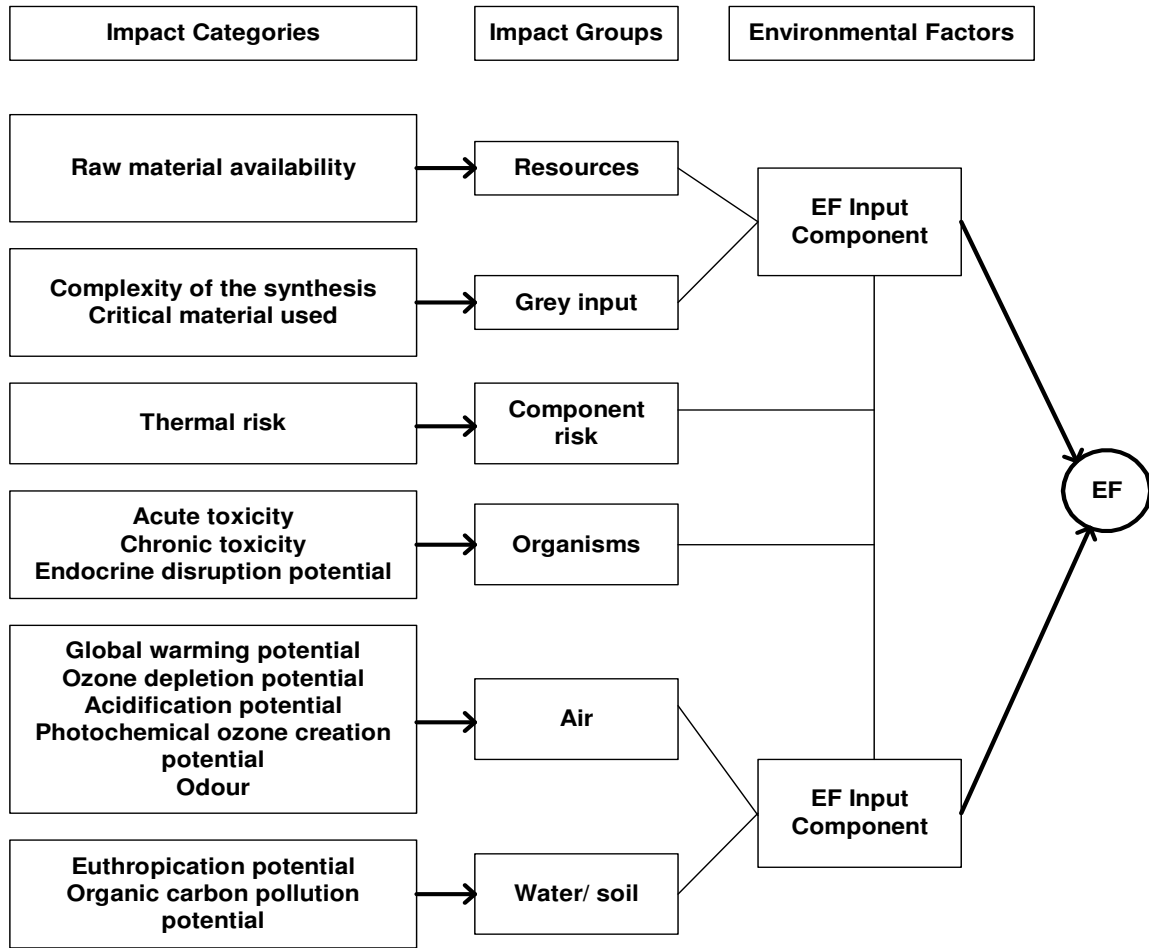 Impact Categories
Impact Groups
Environmental Factors
Raw material availability
Resources
EF Input
Component
Complexity of the synthesis
Critical material used
Grey input
Thermal risk
Component
risk
EF
Acute toxicity
Chronic toxicity
Endocrine disruption potential
Organisms
Global warming potential
Ozone depletion potential
Acidification potential
Photochemical ozone creation
potential
Odour
Air
EF Input
Component
Euthropication potential
Organic carbon pollution
potential
Water/ soil